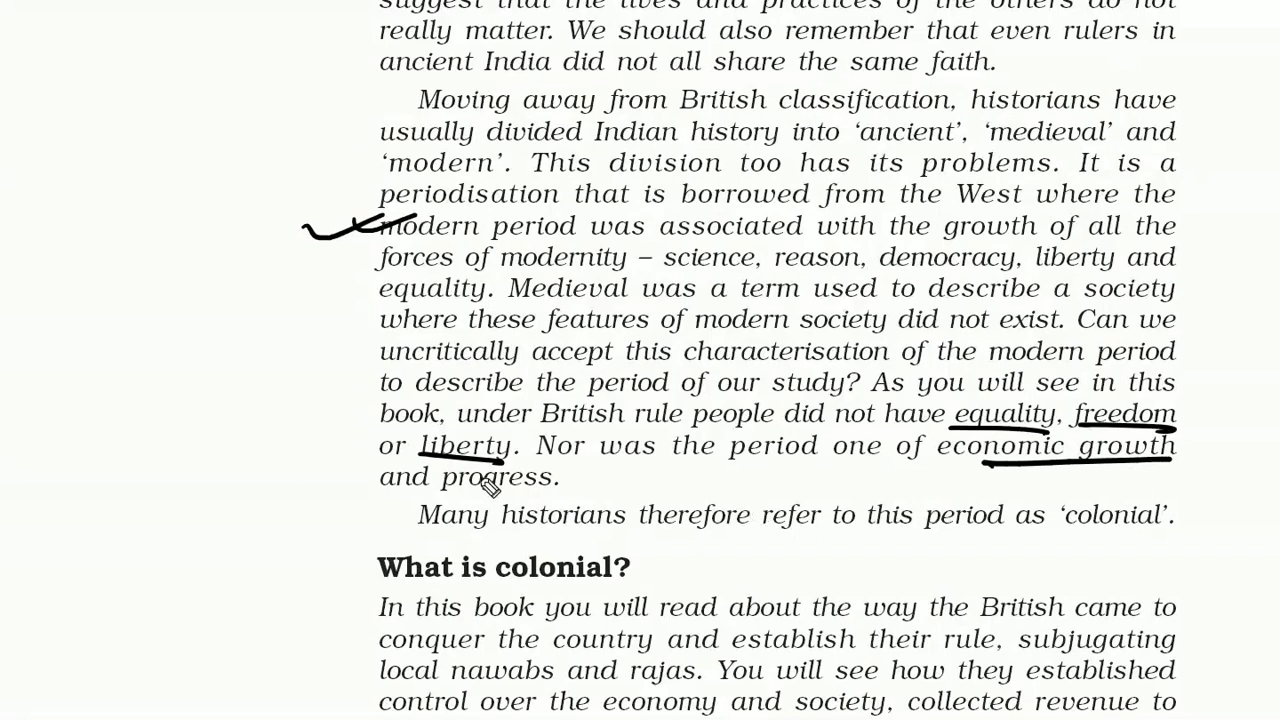 suggest that the lives and practices of the others do not
really matter. We should also remember that even rulers in
ancient India did not all share the same faith.
Moving away from British classification, historians have
usually divided Indian history into ‘ancient’, ‘medieval’ and
‘modern’. This division too has its problems. It is a
periodisation that is borrowed from the West where the
modern period was associated with the growth of all the
forces of modernity – science, reason, democracy, liberty and
equality. Medieval was a term used to describe a society
where these features of modern society did not exist. Can we
uncritically accept this characterisation of the modern period
to describe the period of our study? As you will see in this
book, under British rule people did not have equality, freedom
or liberty. Nor was the period one of economic growth
and progress.
Many historians therefore refer to this period as ‘colonial’.
What is colonial?
In this book you will read about the way the British came to
conquer the country and establish their rule, subjugating
local nawabs and rajas. You will see how they established
control over the economy and society, collected revenue to